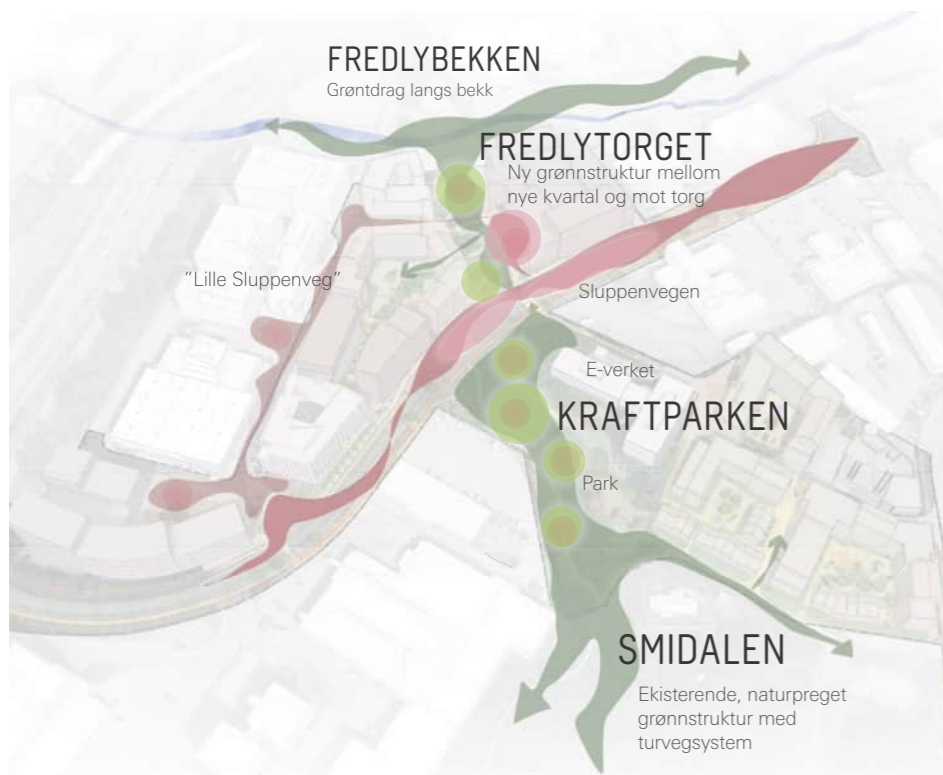 FREDLYBEKKEN
Grøntdrag langs bekk
FREDLYTORGET
Ny grønnstruktur mellom
nye kvartal og mot torg
"Lille Sluppenveg"
Sluppenvegen
E-verket
KRAFTPARKEN
Park
SMIDALEN
Ekisterende, naturpreget
grønnstruktur med
turvegsystem